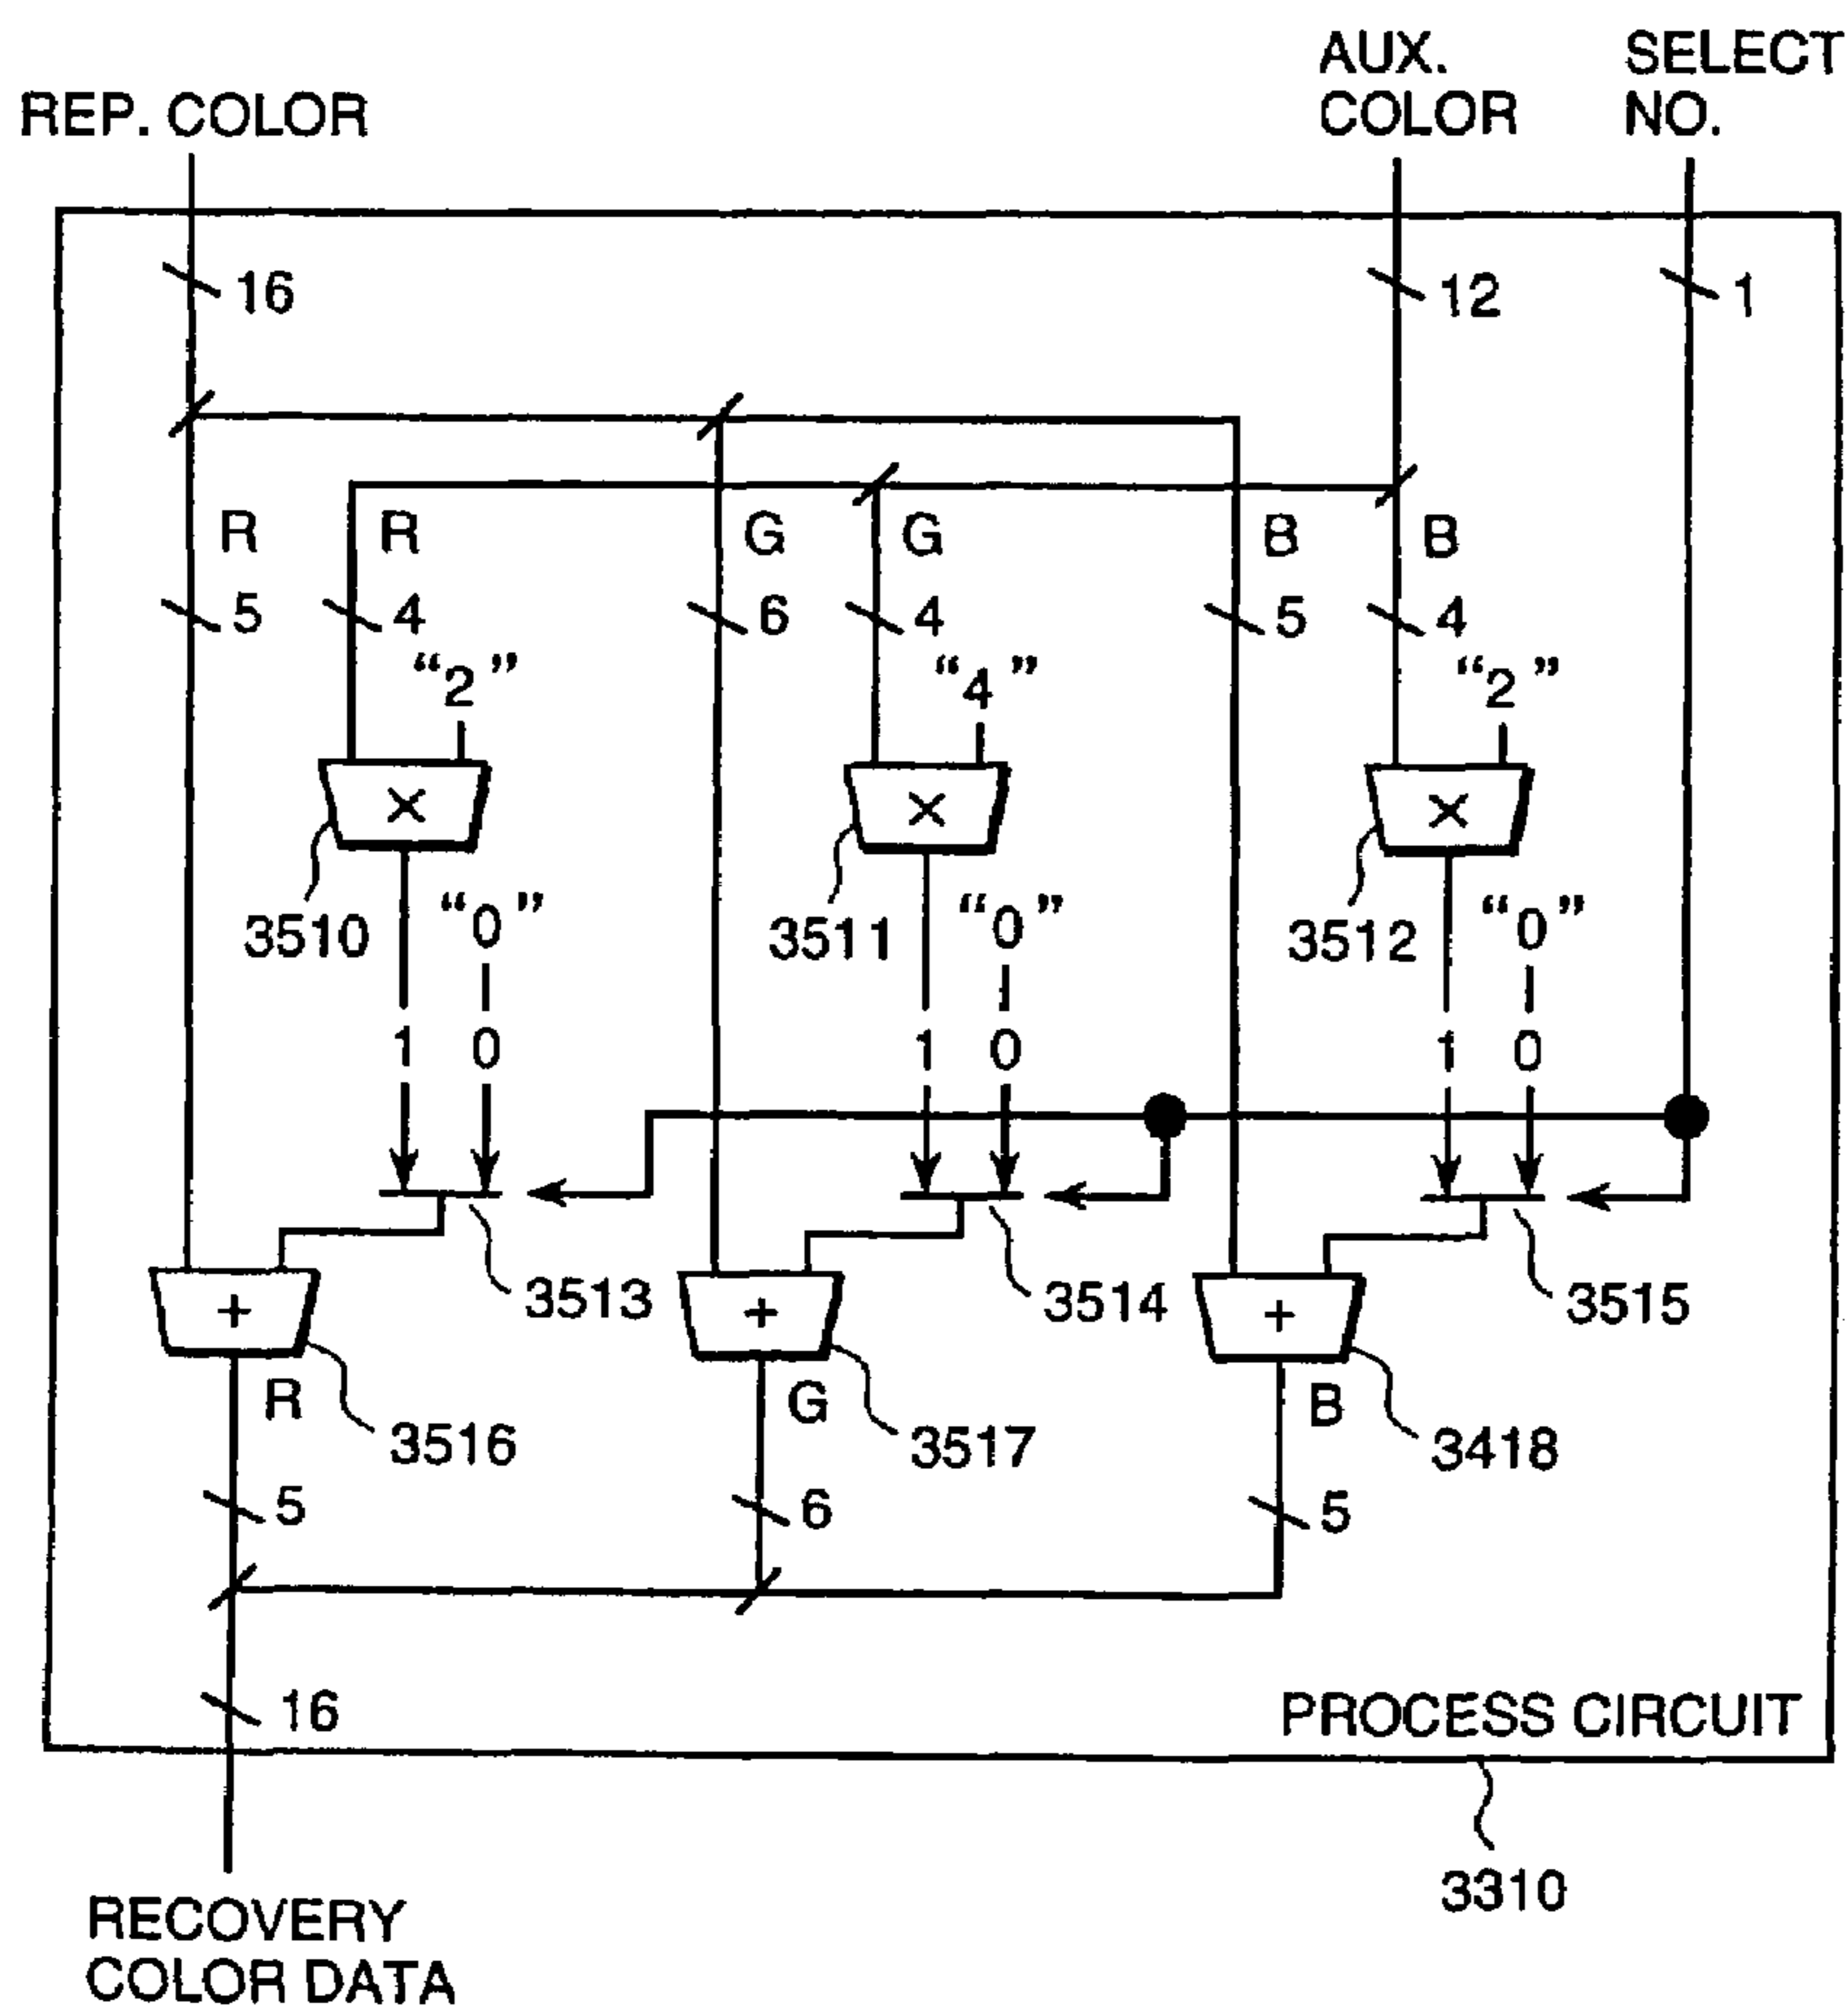 REP. COLOR
AUX.
COLOR
SELECT
NO.
16
12
1
R
R
G
G
B
B
5
4
6
4
5
4
"2"
"4"
"2"
×
×
×
3510
"0"
3511
"0"
3512
"0"
1
0
1
0
1
0
3513
3514
3515
+
+
+
R
G
B
3516
3517
3418
5
6
5
16
PROCESS CIRCUIT
3310
RECOVERY
COLOR DATA